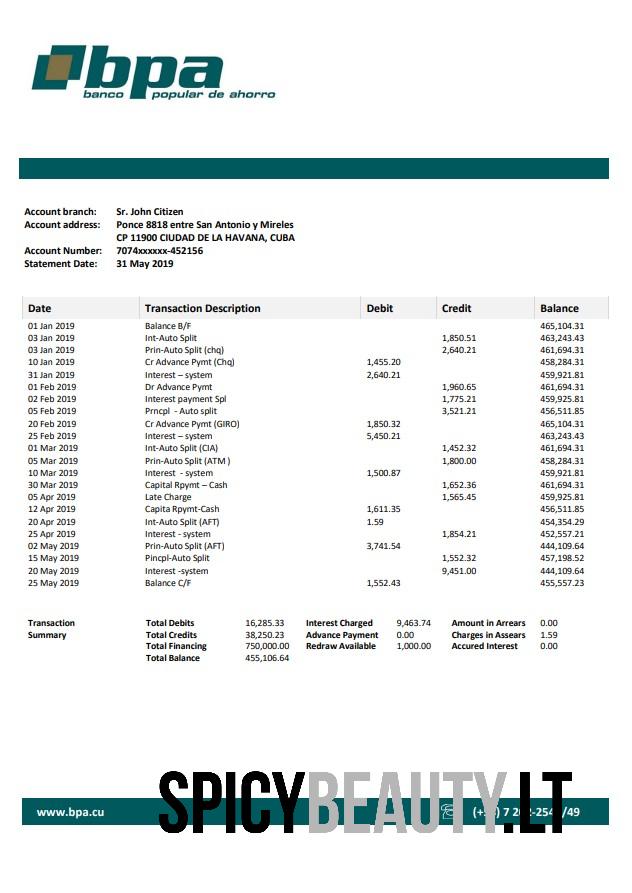 bpa
banco popular de ahorro
Account branch: Sr. John Citizen
Account address: Ponce 8818 entre San Antonio y Mireles
CP 11900 CIUDAD DE LA HAVANA, CUBA
Account Number: 7074xxxxxx-452156
Statement Date: 31 May 2019
Date Transaction Description Debit Credit Balance
01 Jan 2019 Balance B/F 465,104.31
03 Jan 2019 Int-Auto Split 1,850.51 463,243.43
03 Jan 2019 Prin-Auto Split (chq) 2,640.21 461,694.31
10 Jan 2019 Cr Advance Pymt (Chq) 1,455.20 458,284.31
31 Jan 2019 Interest – system 2,640.21 459,921.81
01 Feb 2019 Dr Advance Pymt 1,960.65 461,694.31
02 Feb 2019 Interest payment Spl 1,775.21 459,925.81
05 Feb 2019 Prncpl - Auto split 3,521.21 456,511.85
20 Feb 2019 Cr Advance Pymt (GIRO) 1,850.32 465,104.31
25 Feb 2019 Interest – system 5,450.21 463,243.43
01 Mar 2019 Int-Auto Split (CIA) 1,452.32 461,694.31
05 Mar 2019 Prin-Auto Split (ATM ) 1,800.00 458,284.31
10 Mar 2019 Interest - system 1,500.87 459,921.81
30 Mar 2019 Capital Rpymt – Cash 1,652.36 461,694.31
05 Apr 2019 Late Charge 1,565.45 459,925.81
12 Apr 2019 Capita Rpymt-Cash 1,611.35 456,511.85
20 Apr 2019 Int-Auto Split (AFT) 1.59 454,354.29
25 Apr 2019 Interest - system 1,854.21 452,557.21
02 May 2019 Prin-Auto Split (AFT) 3,741.54 444,109.64
15 May 2019 Pincpl-Auto Split 1,552.32 457,198.52
20 May 2019 Interest -system 9,451.00 444,109.64
25 May 2019 Balance C/F 1,552.43 455,557.23
Transaction Total Debits 16,285.33 Interest Charged 9,463.74 Amount in Arrears 0.00
Summary Total Credits 38,250.23 Advance Payment 0.00 Charges in Assears 1.59
Total Financing 750,000.00 Redraw Available 1,000.00 Accured Interest 0.00
Total Balance 455,106.64
SPICYBEAUTY.LT
www.bpa.cu